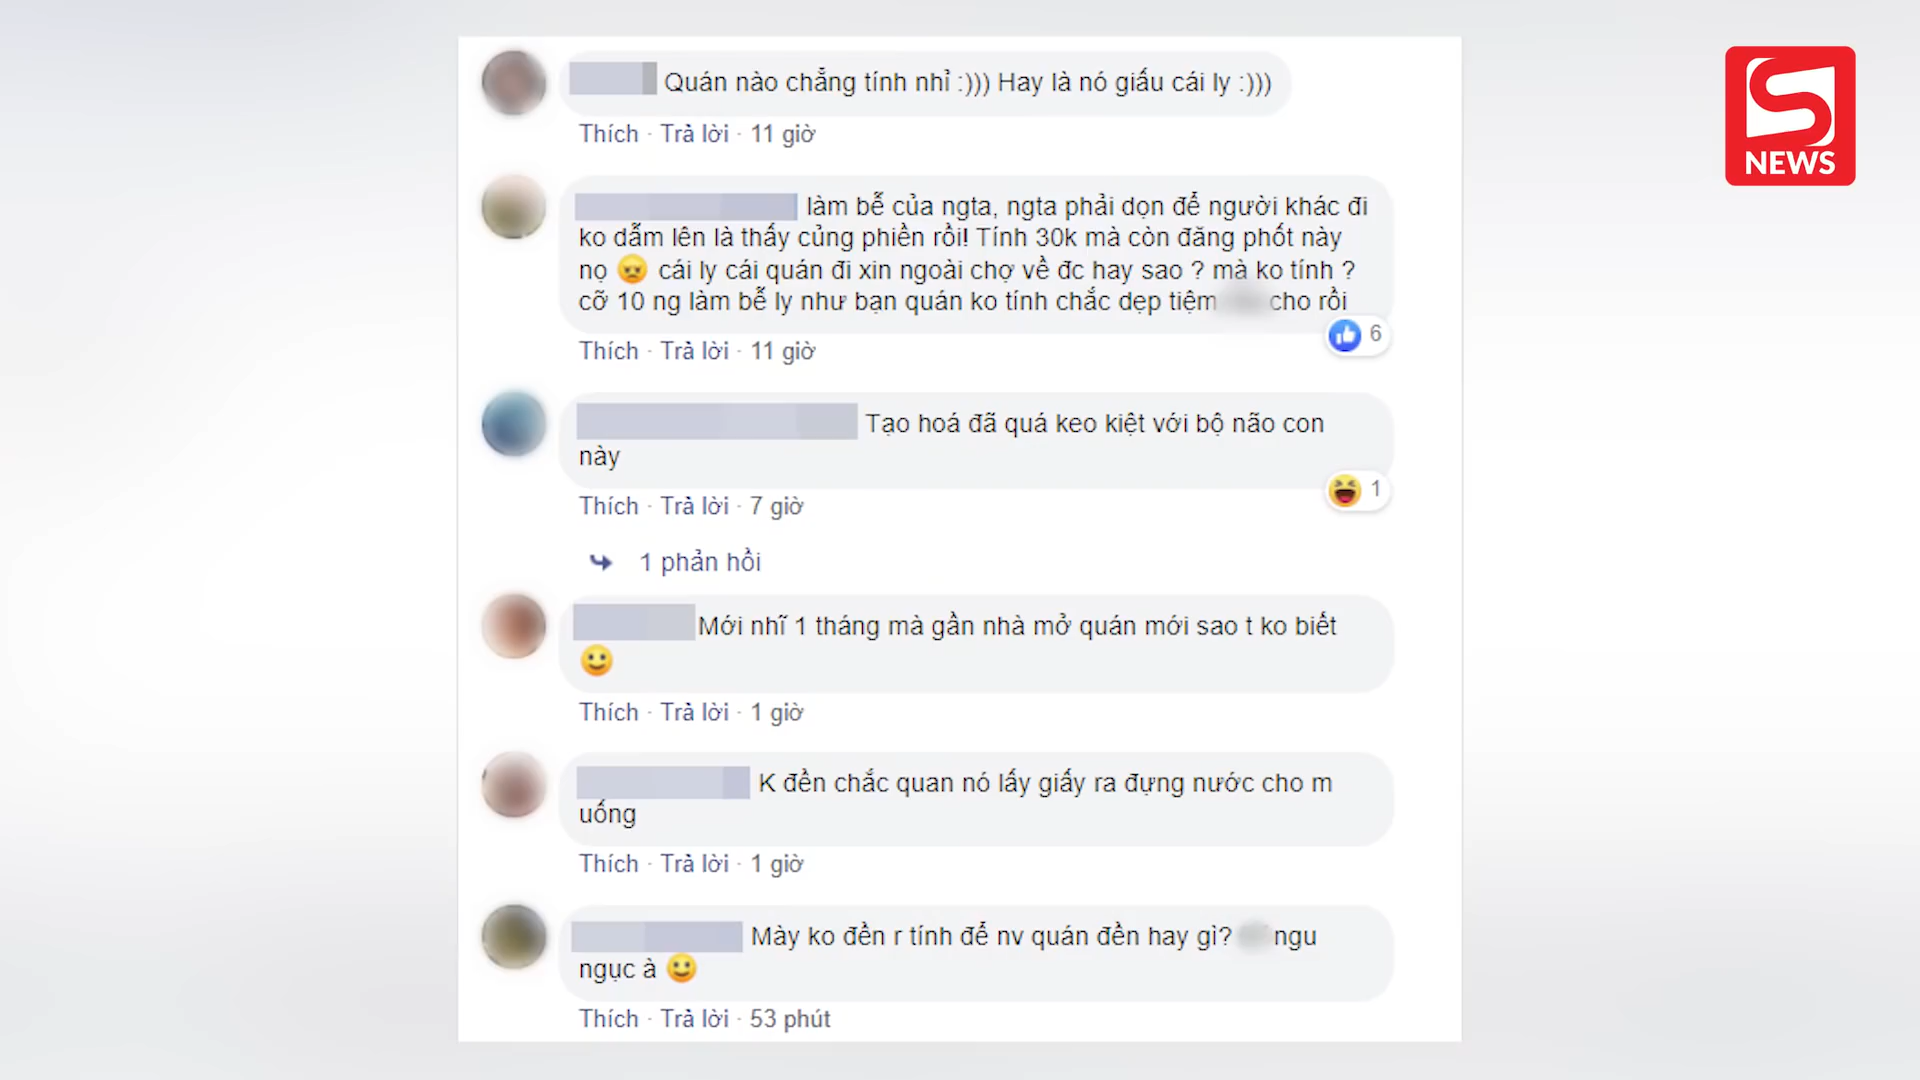 Quán nào chẳng tính nhỉ :))) Hay là nó giấu cái ly :)))
Thích · Trả lời · 11 giờ
làm bễ của ngta, ngta phải dọn để người khác đi
ko dẫm lên là thấy củng phiền rồi! Tính 30k mà còn đăng phốt này
nọ 😠 cái ly cái quán đi xin ngoài chợ về đc hay sao ? mà ko tính ?
cỡ 10 ng làm bễ ly như bạn quán ko tính chắc dẹp tiệm cho rồi
6
Thích · Trả lời · 11 giờ
Tạo hoá đã quá keo kiệt với bộ não con
này
1
Thích · Trả lời · 7 giờ
1 phản hồi
Mới nhĩ 1 tháng mà gần nhà mở quán mới sao t ko biết
🙂
Thích · Trả lời · 1 giờ
K đền chắc quan nó lấy giấy ra đựng nước cho m
uống
Thích · Trả lời · 1 giờ
Mày ko đền r tính để nv quán đền hay gì? ngu
ngục à 🙂
Thích · Trả lời · 53 phút
S
NEWS